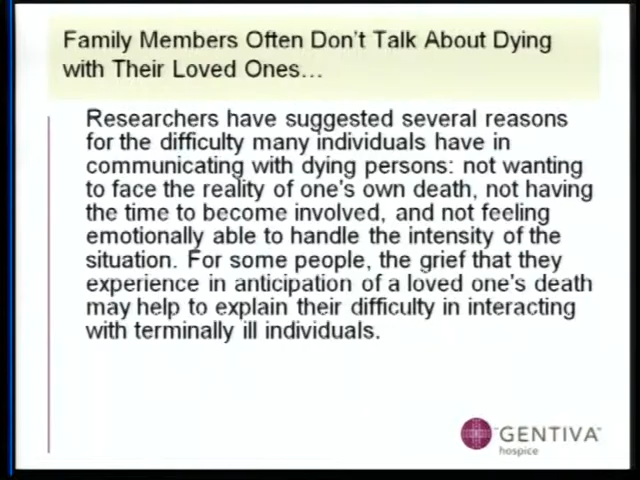 Family Members Often Don't Talk About Dying
with Their Loved Ones...
Researchers have suggested several reasons
for the difficulty many individuals have in
communicating with dying persons: not wanting
to face the reality of one's own death, not having
the time to become involved, and not feeling
emotionally able to handle the intensity of the
situation. For some people, the grief that they
experience in anticipation of a loved one's death
may help to explain their difficulty in interacting
with terminally ill individuals.
GENTIVA™
hospice